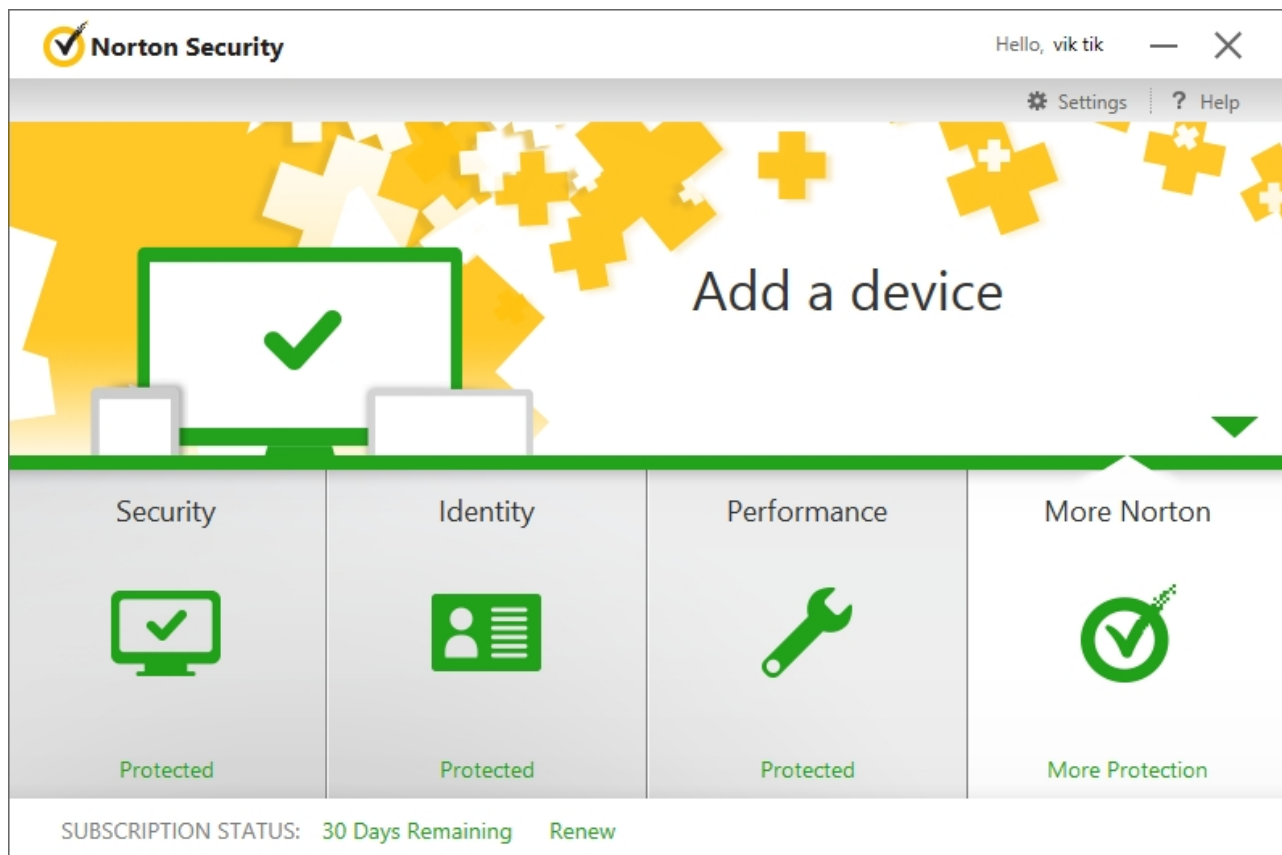 Norton Security
Hello, vik tik
Settings ? Help
Add a device
Security Identity Performance More Norton
Protected Protected Protected More Protection
SUBSCRIPTION STATUS: 30 Days Remaining Renew